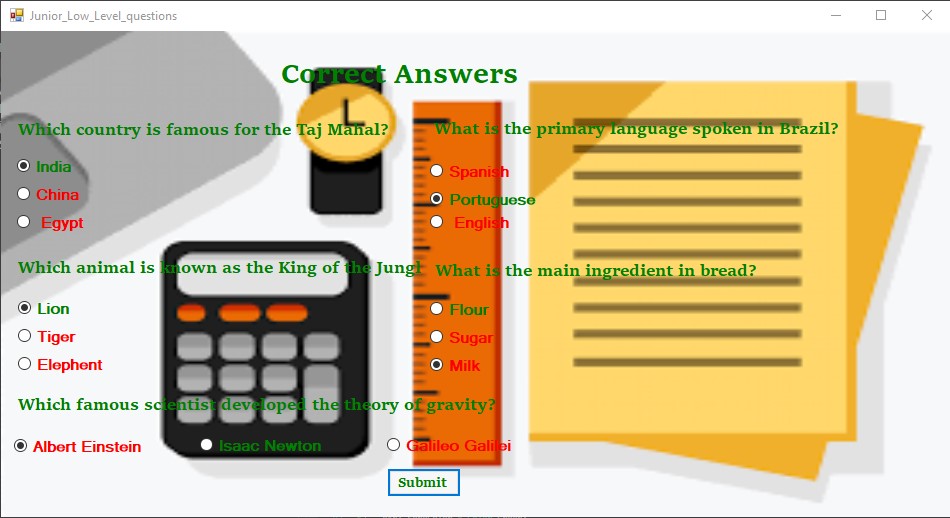 Junior_Low_Level_questions
Correct Answers
Which country is famous for the Taj Mahal?
India
China
Egypt
What is the primary language spoken in Brazil?
Spanish
Portuguese
English
Which animal is known as the King of the Jungl
Lion
Tiger
Elephent
What is the main ingredient in bread?
Flour
Sugar
Milk
Which famous scientist developed the theory of gravity?
Albert Einstein Isaac Newton Galileo Galilei
Submit